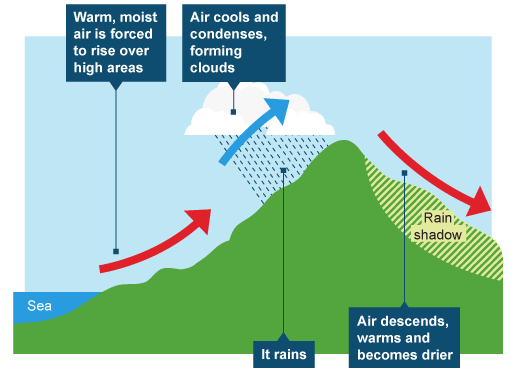 Warm, moist
air is forced
to rise over
high areas
Air cools and
condenses,
forming
clouds
Rain
shadow
Sea
It rains
Air descends,
warms and
becomes drier